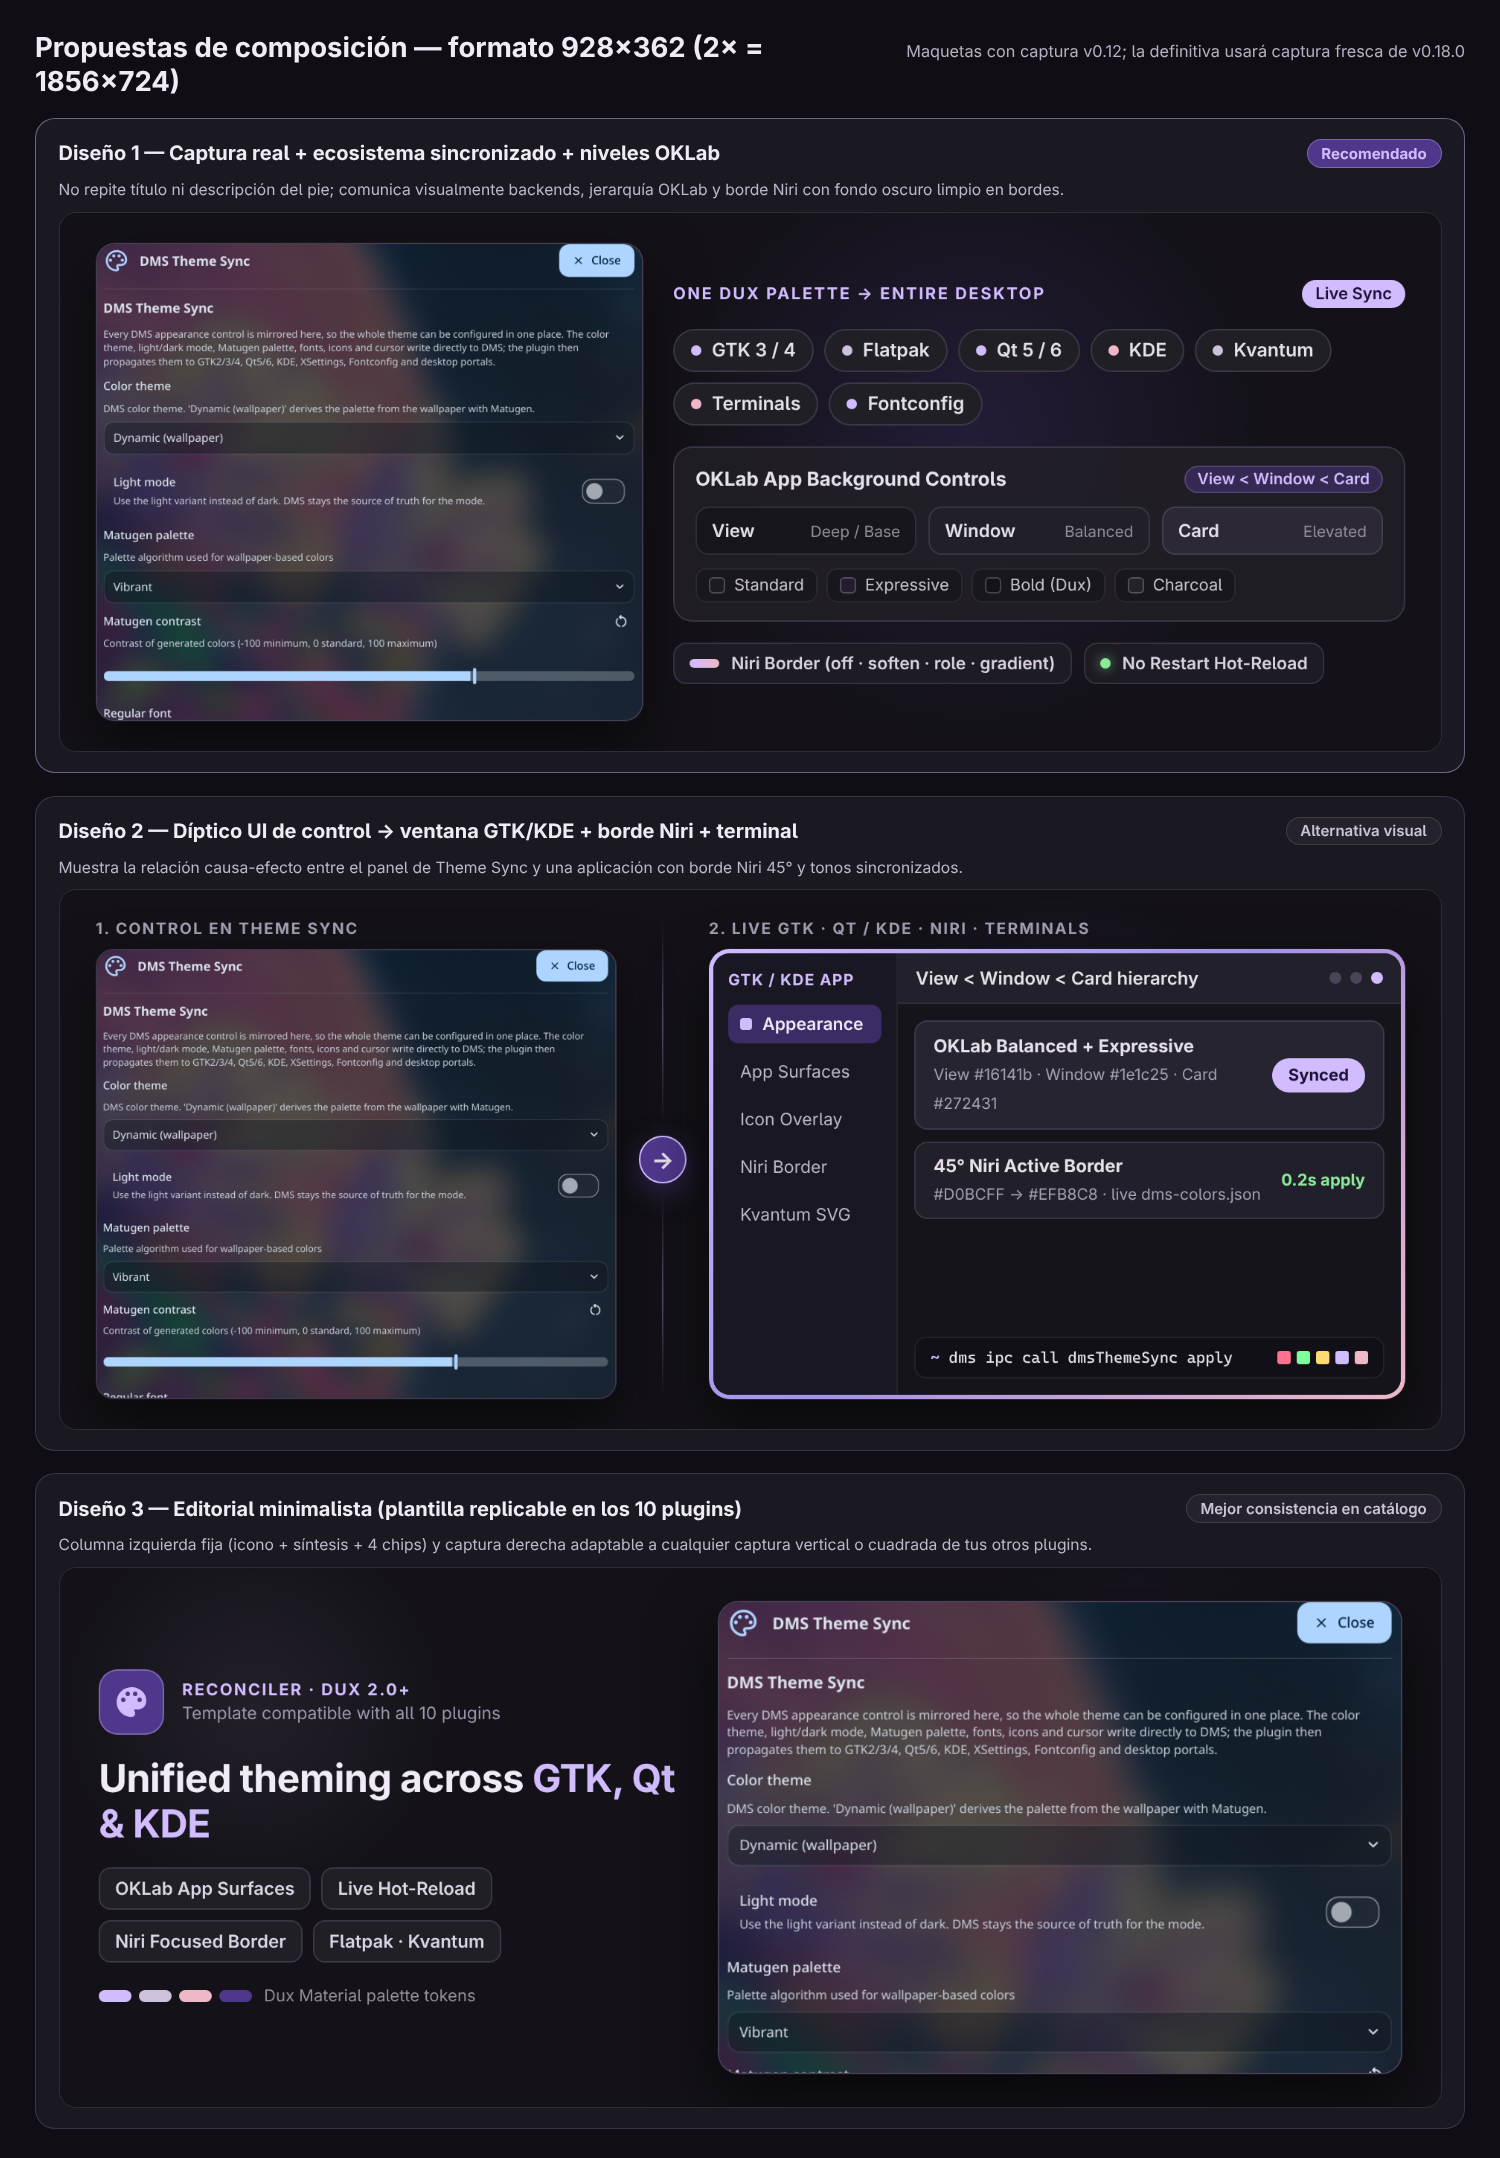 Propuestas de composición — formato 928×362 (2× =
1856×724)
Maquetas con captura v0.12; la definitiva usará captura fresca de v0.18.0
Diseño 1 — Captura real + ecosistema sincronizado + niveles OKLab
Recomendado
No repite título ni descripción del pie; comunica visualmente backends, jerarquía OKLab y borde Niri con fondo oscuro limpio en bordes.
DMS Theme Sync
× Close
DMS Theme Sync
Every DMS appearance control is mirrored here, so the whole theme can be configured in one place. The color
theme, light/dark mode, Matugen palette, fonts, icons and cursor write directly to DMS; the plugin then
propagates them to GTK2/3/4, Qt5/6, KDE, XSettings, Fontconfig and desktop portals.
Color theme
DMS color theme. 'Dynamic (wallpaper)' derives the palette from the wallpaper with Matugen.
Dynamic (wallpaper)
Light mode
Use the light variant instead of dark. DMS stays the source of truth for the mode.
Matugen palette
Palette algorithm used for wallpaper-based colors
Vibrant
Matugen contrast
Contrast of generated colors (-100 minimum, 0 standard, 100 maximum)
Regular font
ONE DUX PALETTE → ENTIRE DESKTOP
Live Sync
GTK 3 / 4
Flatpak
Qt 5 / 6
KDE
Kvantum
Terminals
Fontconfig
OKLab App Background Controls
View < Window < Card
View Deep / Base
Window Balanced
Card Elevated
Standard
Expressive
Bold (Dux)
Charcoal
Niri Border (off · soften · role · gradient)
No Restart Hot-Reload
Diseño 2 — Díptico UI de control → ventana GTK/KDE + borde Niri + terminal
Alternativa visual
Muestra la relación causa-efecto entre el panel de Theme Sync y una aplicación con borde Niri 45° y tonos sincronizados.
1. CONTROL EN THEME SYNC
DMS Theme Sync
× Close
DMS Theme Sync
Every DMS appearance control is mirrored here, so the whole theme can be configured in one place. The color
theme, light/dark mode, Matugen palette, fonts, icons and cursor write directly to DMS; the plugin then
propagates them to GTK2/3/4, Qt5/6, KDE, XSettings, Fontconfig and desktop portals.
Color theme
DMS color theme. 'Dynamic (wallpaper)' derives the palette from the wallpaper with Matugen.
Dynamic (wallpaper)
Light mode
Use the light variant instead of dark. DMS stays the source of truth for the mode.
Matugen palette
Palette algorithm used for wallpaper-based colors
Vibrant
Matugen contrast
Contrast of generated colors (-100 minimum, 0 standard, 100 maximum)
Regular font
→
2. LIVE GTK · QT / KDE · NIRI · TERMINALS
GTK / KDE APP
Appearance
App Surfaces
Icon Overlay
Niri Border
Kvantum SVG
View < Window < Card hierarchy
OKLab Balanced + Expressive
View #16141b · Window #1e1c25 · Card
#272431
Synced
45° Niri Active Border
#D0BCFF → #EFB8C8 · live dms-colors.json
0.2s apply
~ dms ipc call dmsThemeSync apply
Diseño 3 — Editorial minimalista (plantilla replicable en los 10 plugins)
Mejor consistencia en catálogo
Columna izquierda fija (icono + síntesis + 4 chips) y captura derecha adaptable a cualquier captura vertical o cuadrada de tus otros plugins.
RECONCILER · DUX 2.0+
Template compatible with all 10 plugins
Unified theming across GTK, Qt
& KDE
OKLab App Surfaces
Live Hot-Reload
Niri Focused Border
Flatpak · Kvantum
Dux Material palette tokens
DMS Theme Sync
× Close
DMS Theme Sync
Every DMS appearance control is mirrored here, so the whole theme can be configured in one place. The color
theme, light/dark mode, Matugen palette, fonts, icons and cursor write directly to DMS; the plugin then
propagates them to GTK2/3/4, Qt5/6, KDE, XSettings, Fontconfig and desktop portals.
Color theme
DMS color theme. 'Dynamic (wallpaper)' derives the palette from the wallpaper with Matugen.
Dynamic (wallpaper)
Light mode
Use the light variant instead of dark. DMS stays the source of truth for the mode.
Matugen palette
Palette algorithm used for wallpaper-based colors
Vibrant